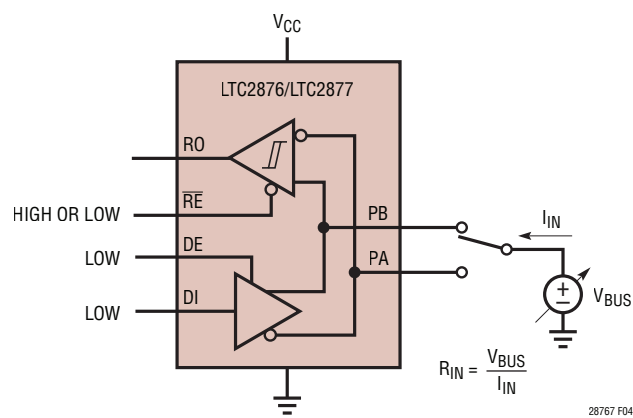 VCC
LTC2876/LTC2877
RO
RE
HIGH OR LOW
PB
IIN
DE
LOW
PA
DI
LOW
+
–
VBUS
RIN = VBUS
IIN
28767 F04